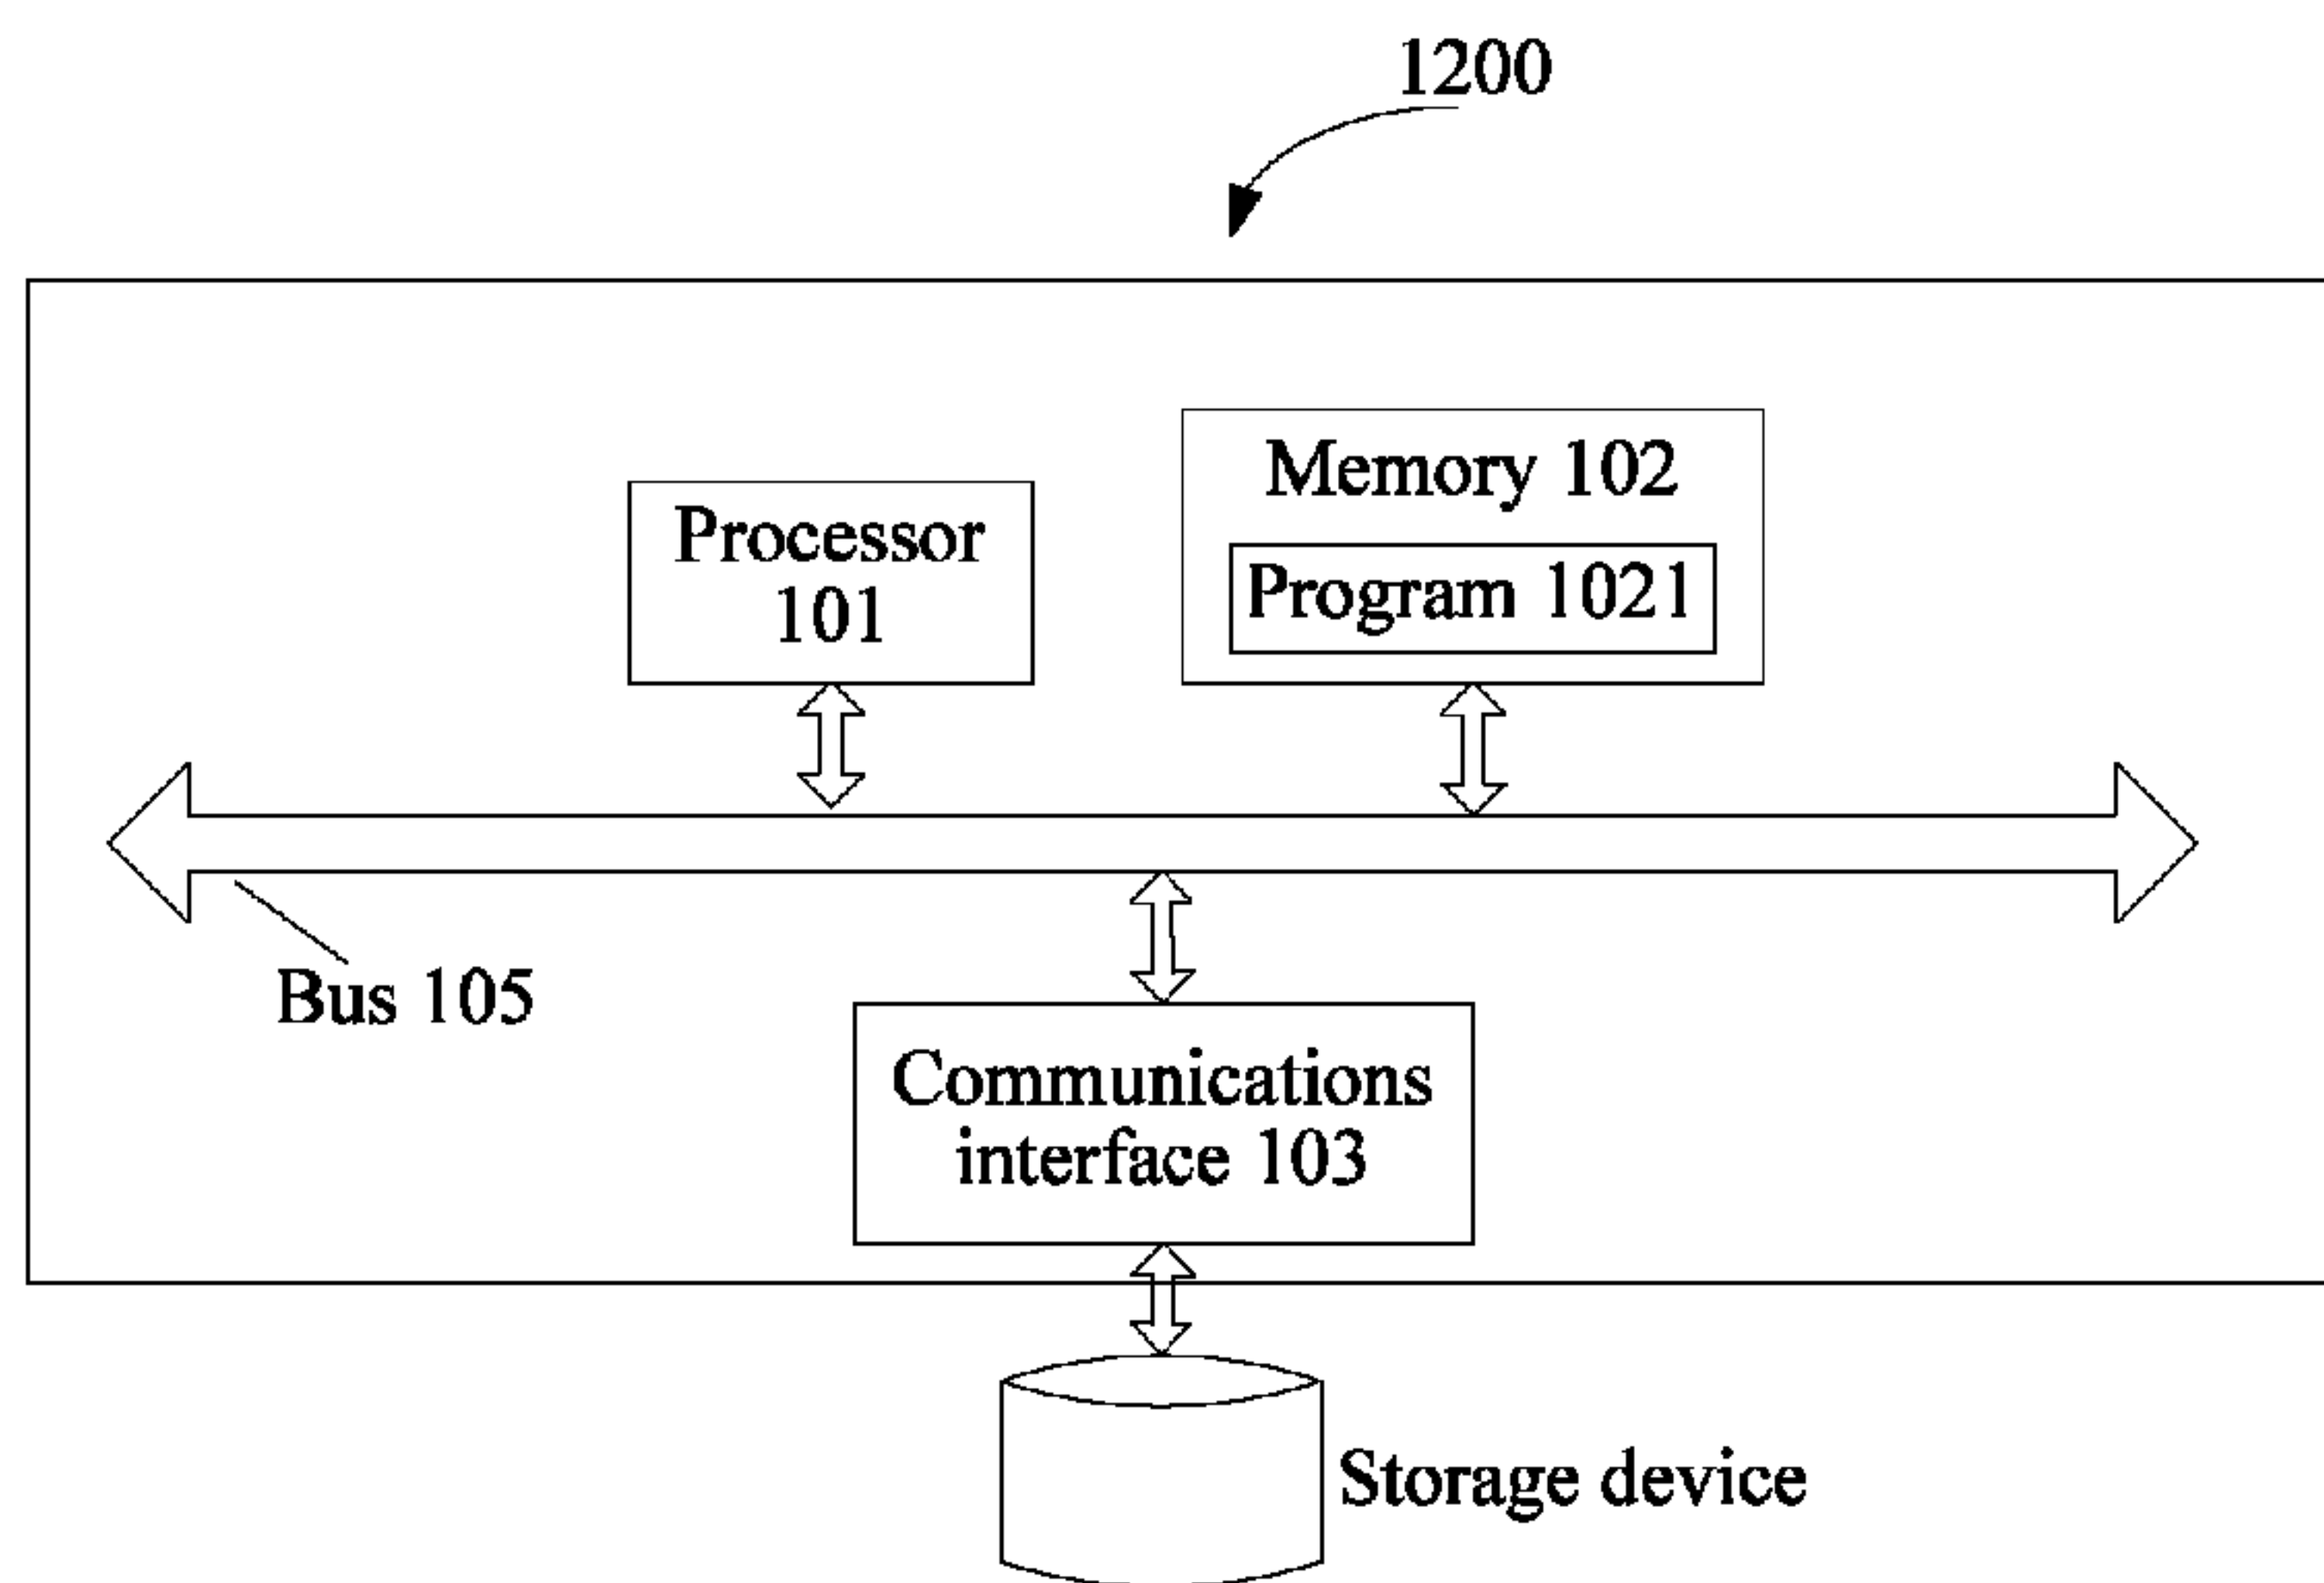 1200
Processor
101
Memory 102
Program 1021
Bus 105
Communications
interface 103
Storage device